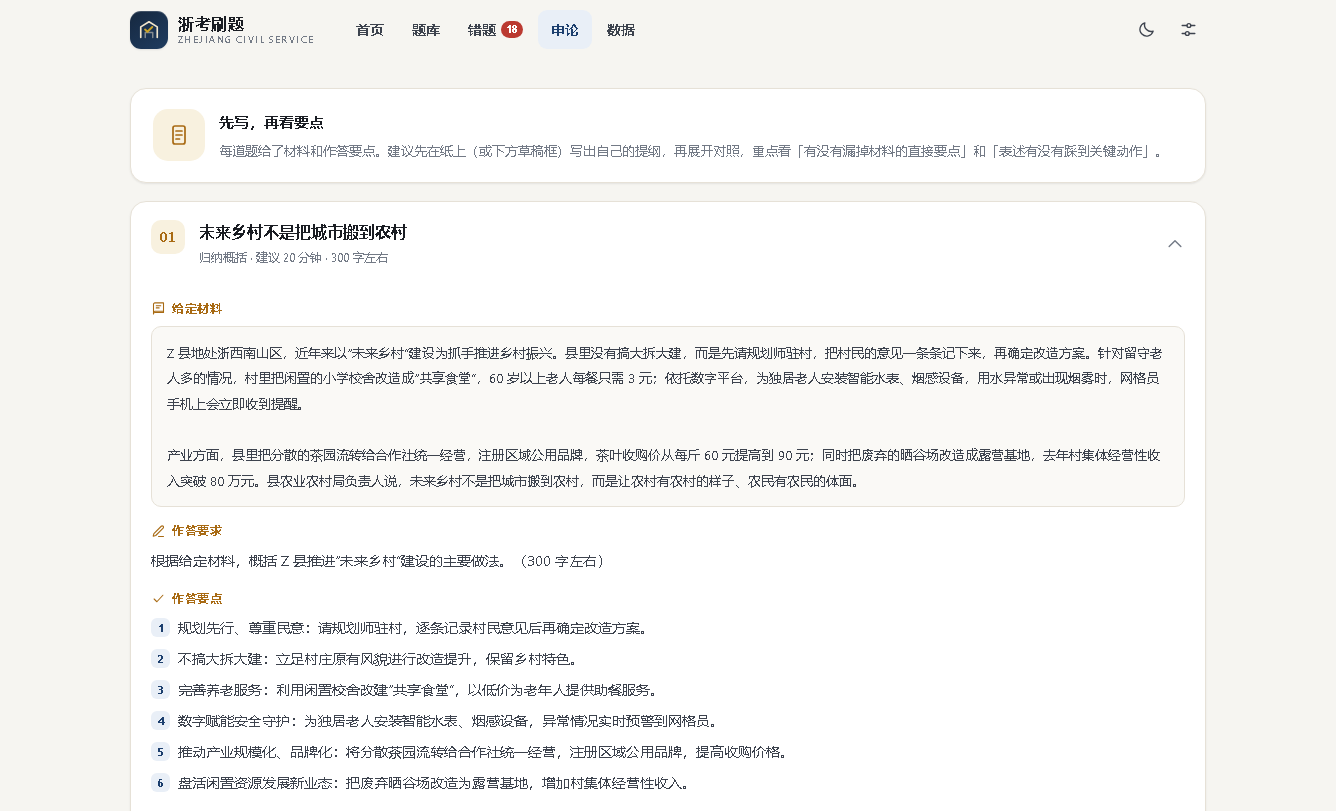 浙考刷题
ZHEJIANG CIVIL SERVICE
首页 题库 错题 18 申论 数据
先写，再看要点
每道题给了材料和作答要点。建议先在纸上（或下方草稿框）写出自己的提纲，再展开对照，重点看「有没有漏掉材料的直接要点」和「表述有没有踩到关键动作」。
01 未来乡村不是把城市搬到农村
归纳概括 · 建议 20 分钟 · 300 字左右
给定材料
Z 县地处浙西南山区，近年来以"未来乡村"建设为抓手推进乡村振兴。县里没有搞大拆大建，而是先请规划师驻村，把村民的意见一条条记下来，再确定改造方案。针对留守老
人多的情况，村里把闲置的小学校舍改造成"共享食堂"，60 岁以上老人每餐只需 3 元；依托数字平台，为独居老人安装智能水表、烟感设备，用水异常或出现烟雾时，网格员
手机上会立即收到提醒。
产业方面，县里把分散的茶园流转给合作社统一经营，注册区域公用品牌，茶叶收购价从每斤 60 元提高到 90 元；同时把废弃的晒谷场改造成露营基地，去年村集体经营性收
入突破 80 万元。县农业农村局负责人说，未来乡村不是把城市搬到农村，而是让农村有农村的样子、农民有农民的体面。
作答要求
根据给定材料，概括 Z 县推进"未来乡村"建设的主要做法。（300 字左右）
作答要点
1 规划先行、尊重民意：请规划师驻村，逐条记录村民意见后再确定改造方案。
2 不搞大拆大建：立足村庄原有风貌进行改造提升，保留乡村特色。
3 完善养老服务：利用闲置校舍改建"共享食堂"，以低价为老年人提供助餐服务。
4 数字赋能安全守护：为独居老人安装智能水表、烟感设备，异常情况实时预警到网格员。
5 推动产业规模化、品牌化：将分散茶园流转给合作社统一经营，注册区域公用品牌，提高收购价格。
6 盘活闲置资源发展新业态：把废弃晒谷场改造为露营基地，增加村集体经营性收入。